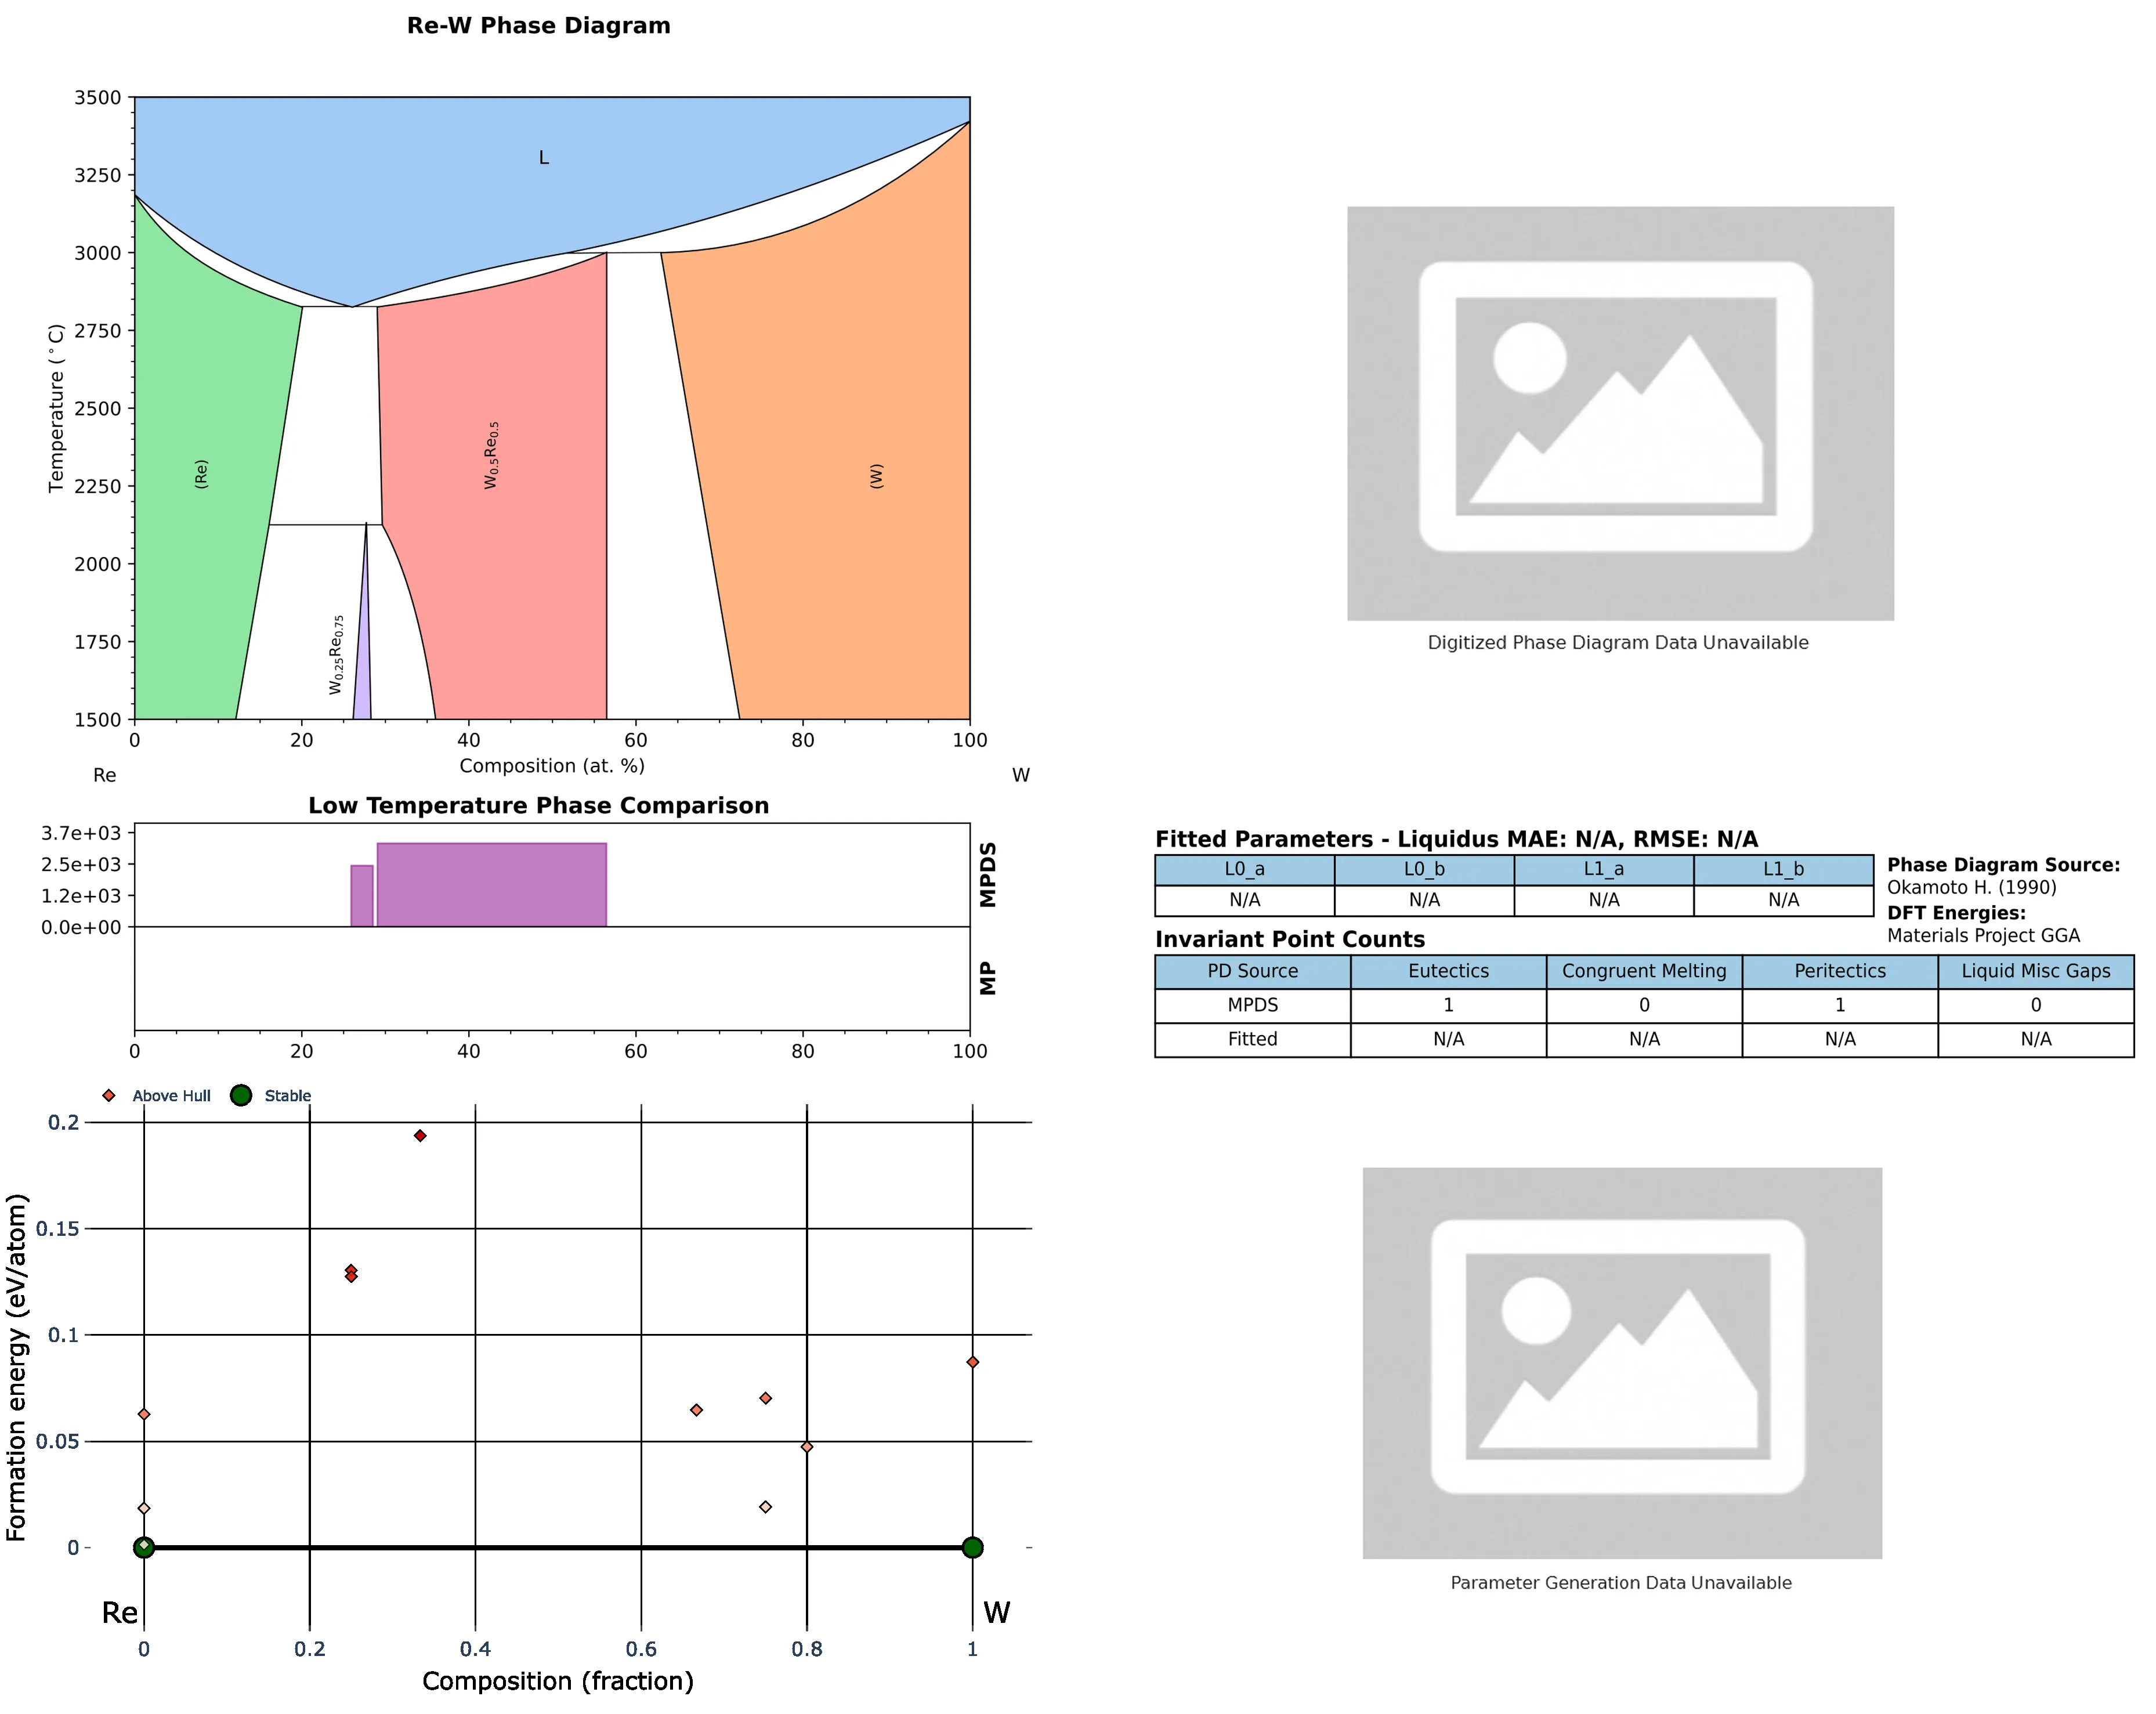 Re-W Phase Diagram
3500
3250
3000
2750
2500
2250
2000
1750
1500
Temperature (°C)
L
(Re)
W0.25Re0.75
W0.5Re0.5
(W)
0 20 40 60 80 100
Composition (at. %)
Re W
Digitized Phase Diagram Data Unavailable
Low Temperature Phase Comparison
3.7e+03
2.5e+03
1.2e+03
0.0e+00
MPDS
MP
0 20 40 60 80 100
Fitted Parameters - Liquidus MAE: N/A, RMSE: N/A
L0_a L0_b L1_a L1_b
N/A N/A N/A N/A
Phase Diagram Source:
Okamoto H. (1990)
DFT Energies:
Materials Project GGA
Invariant Point Counts
PD Source Eutectics Congruent Melting Peritectics Liquid Misc Gaps
MPDS 1 0 1 0
Fitted N/A N/A N/A N/A
Above Hull Stable
0.2
0.15
0.1
0.05
0
Formation energy (eV/atom)
Re W
0 0.2 0.4 0.6 0.8 1
Composition (fraction)
Parameter Generation Data Unavailable